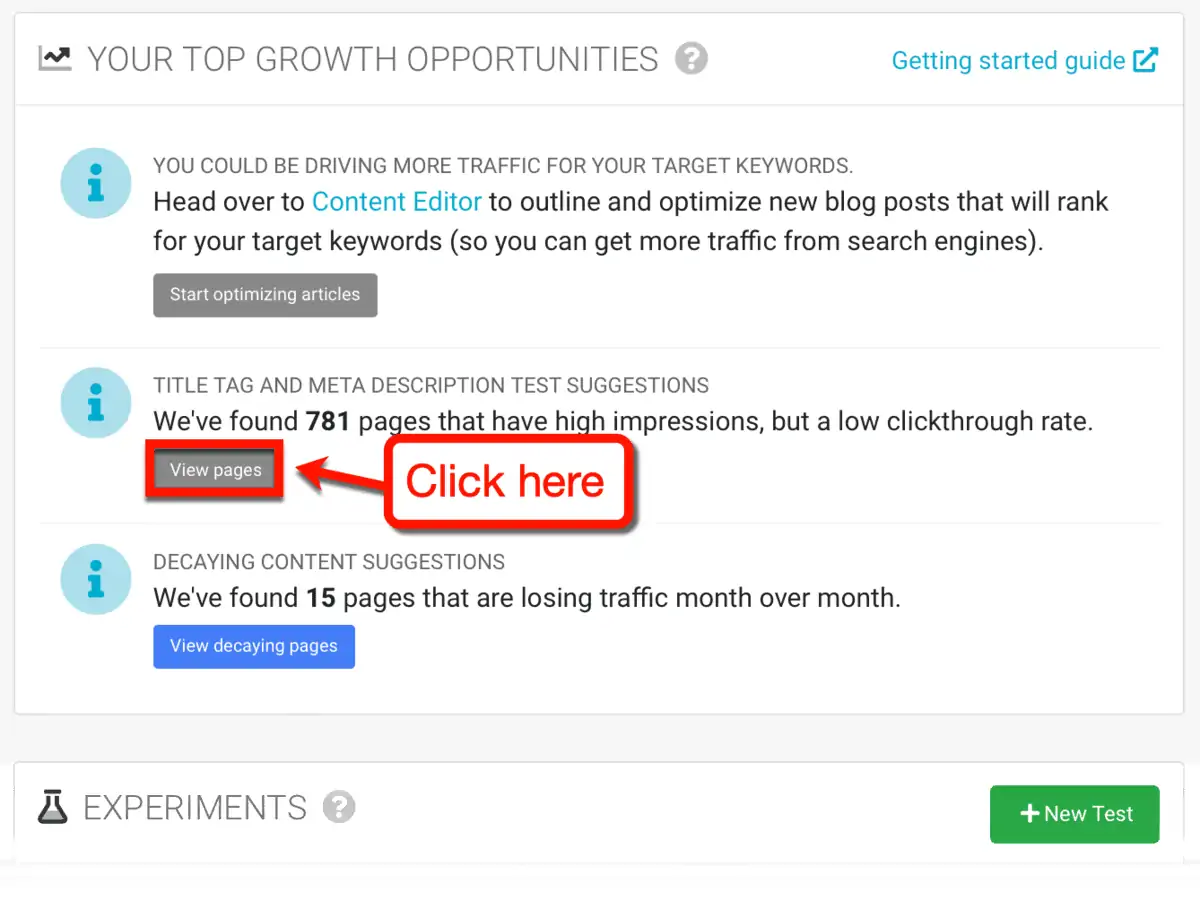 YOUR TOP GROWTH OPPORTUNITIES ?
Getting started guide
YOU COULD BE DRIVING MORE TRAFFIC FOR YOUR TARGET KEYWORDS.
Head over to Content Editor to outline and optimize new blog posts that will rank
for your target keywords (so you can get more traffic from search engines).
Start optimizing articles
TITLE TAG AND META DESCRIPTION TEST SUGGESTIONS
We've found 781 pages that have high impressions, but a low clickthrough rate.
View pages
Click here
DECAYING CONTENT SUGGESTIONS
We've found 15 pages that are losing traffic month over month.
View decaying pages
EXPERIMENTS ?
+ New Test